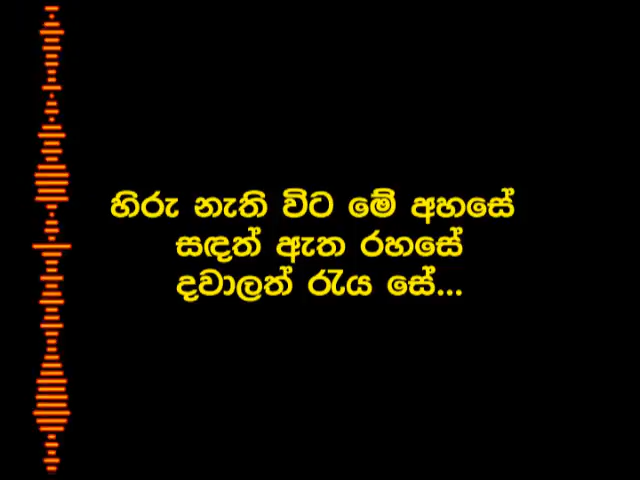 හිරු නැති විට මේ අහසේ
සඳත් ඇත රහසේ
දවාලත් රැය සේ...